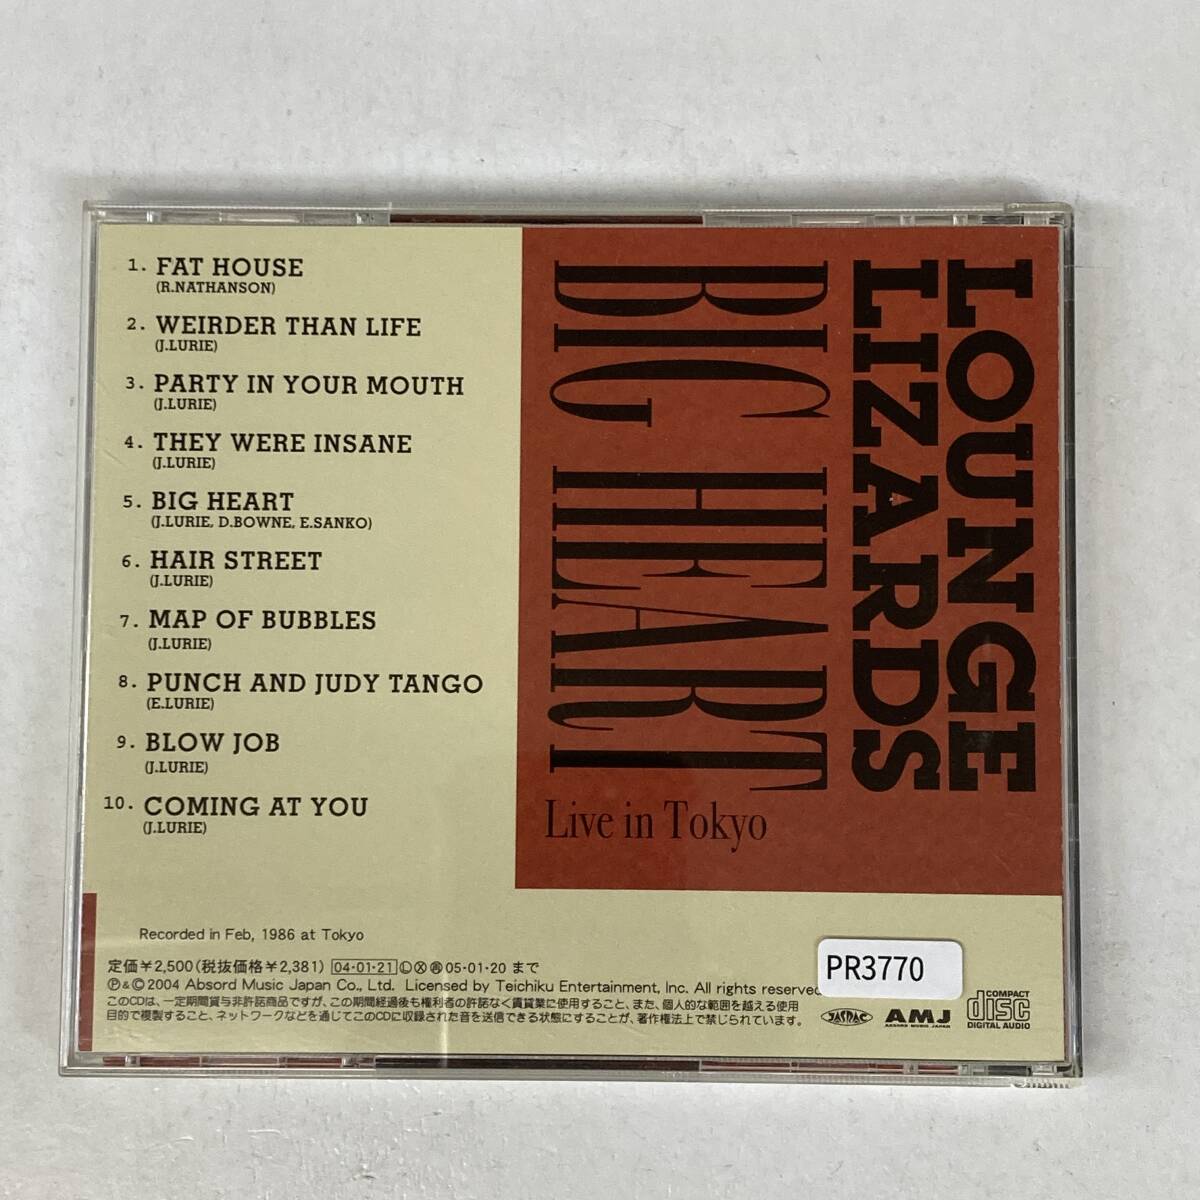 1. FAT HOUSE
(R.NATHANSON)
2. WEIRDER THAN LIFE
(J.LURIE)
3. PARTY IN YOUR MOUTH
(J.LURIE)
4. THEY WERE INSANE
(J.LURIE)
5. BIG HEART
(J.LURIE, D.BOWNE, E.SANKO)
6. HAIR STREET
(J.LURIE)
7. MAP OF BUBBLES
(J.LURIE)
8. PUNCH AND JUDY TANGO
(E.LURIE)
9. BLOW JOB
(J.LURIE)
10. COMING AT YOU
(J.LURIE)
LOUNGE
LIZARDS
BIG HEART
Live in Tokyo
Recorded in Feb, 1986 at Tokyo
定価¥2,500(税抜価格¥2,381) 04·01·21 Ⓛ Ⓧ 05·01·20 まで
Ⓟ&©2004 Absord Music Japan Co., Ltd. Licensed by Teichiku Entertainment, Inc. All rights reserved
このCDは、一定期間貸与非許諾商品ですが、この期間経過後も権利者の許諾なく賃貸業に使用すること、また、個人的な範囲を越える使用
目的で複製すること、ネットワークなどを通じてこのCDに収録された音を送信できる状態にすることが、著作権法上で禁じられています。
PR3770
JASRAC
AMJ
ABSORD MUSIC JAPAN
COMPACT
disc
DIGITAL AUDIO